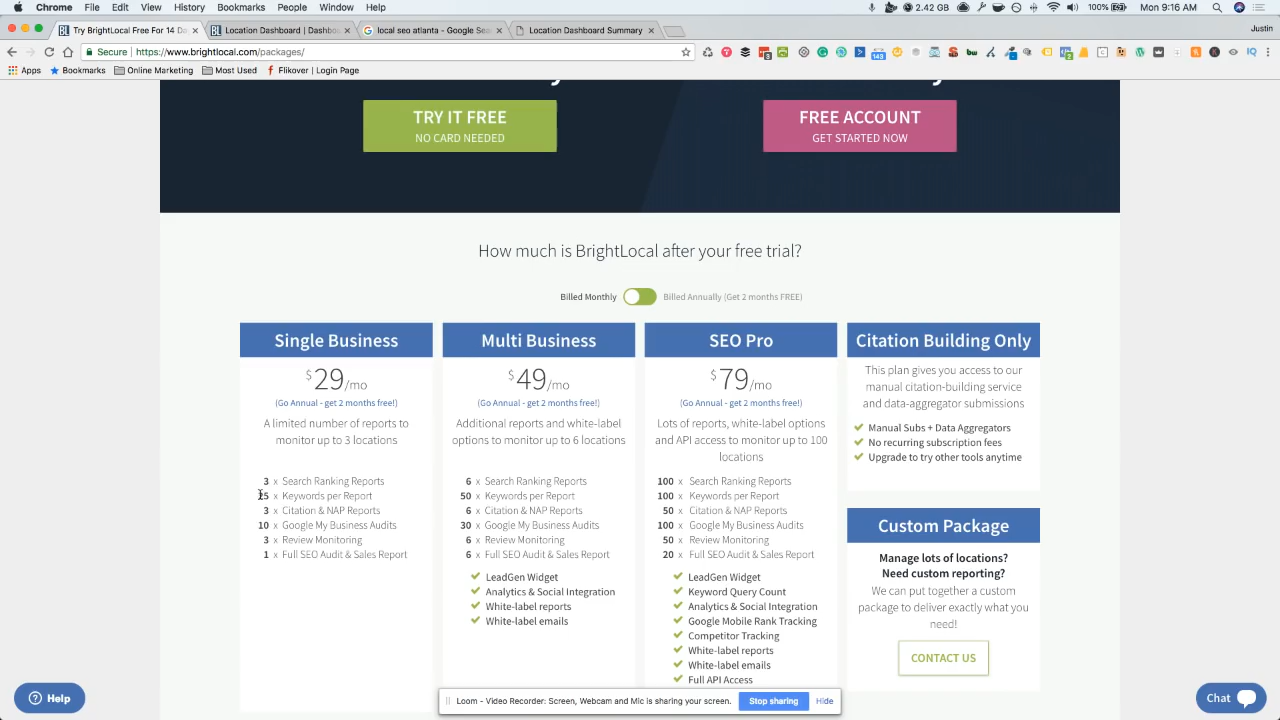 Chrome File Edit View History Bookmarks People Window Help 2.42 GB 100% Mon 9:16 AM
Try BrightLocal Free For 14 Da Location Dashboard | Dashbo local seo atlanta - Google Sea Location Dashboard Summary Justin
Secure https://www.brightlocal.com/packages/
Apps Bookmarks Online Marketing Most Used Flikover | Login Page
TRY IT FREE
NO CARD NEEDED
FREE ACCOUNT
GET STARTED NOW
How much is BrightLocal after your free trial?
Billed Monthly Billed Annually (Get 2 months FREE)
Single Business
$29/mo
(Go Annual - get 2 months free!)
A limited number of reports to
monitor up to 3 locations
3 x Search Ranking Reports
x Keywords per Report
3 x Citation & NAP Reports
10 x Google My Business Audits
3 x Review Monitoring
1 x Full SEO Audit & Sales Report
Multi Business
$49/mo
(Go Annual - get 2 months free!)
Additional reports and white-label
options to monitor up to 6 locations
6 x Search Ranking Reports
50 x Keywords per Report
6 x Citation & NAP Reports
30 x Google My Business Audits
6 x Review Monitoring
6 x Full SEO Audit & Sales Report
LeadGen Widget
Analytics & Social Integration
White-label reports
White-label emails
SEO Pro
$79/mo
(Go Annual - get 2 months free!)
Lots of reports, white-label options
and API access to monitor up to 100
locations
100 x Search Ranking Reports
100 x Keywords per Report
50 x Citation & NAP Reports
100 x Google My Business Audits
50 x Review Monitoring
20 x Full SEO Audit & Sales Report
LeadGen Widget
Keyword Query Count
Analytics & Social Integration
Google Mobile Rank Tracking
Competitor Tracking
White-label reports
White-label emails
Full API Access
Citation Building Only
This plan gives you access to our
manual citation-building service
and data-aggregator submissions
Manual Subs + Data Aggregators
No recurring subscription fees
Upgrade to try other tools anytime
Custom Package
Manage lots of locations?
Need custom reporting?
We can put together a custom
package to deliver exactly what you
need!
CONTACT US
Help
Loom - Video Recorder: Screen, Webcam and Mic is sharing your screen. Stop sharing Hide
Chat